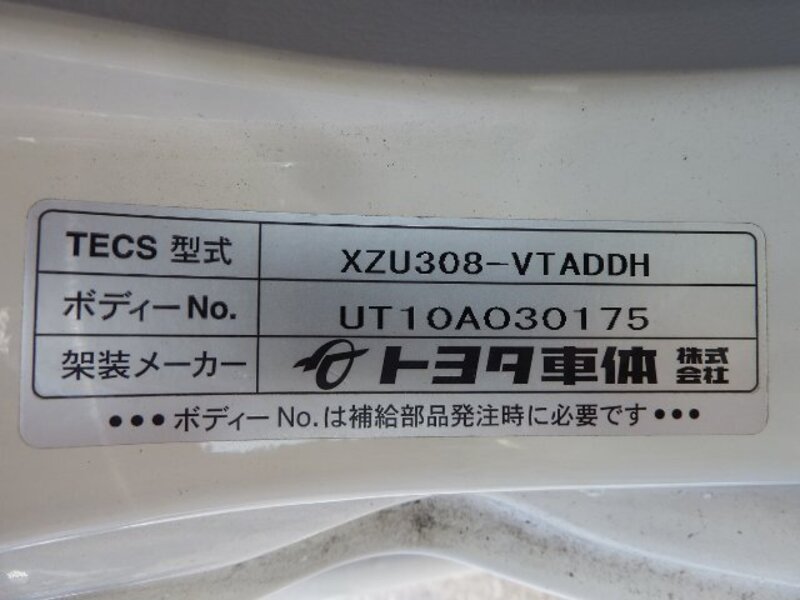 TECS 型式 XZU308-VTADDH
ボディーNo. UT10A030175
架装メーカー トヨタ車体 株式会社
•••ボディーNo.は補給部品発注時に必要です•••